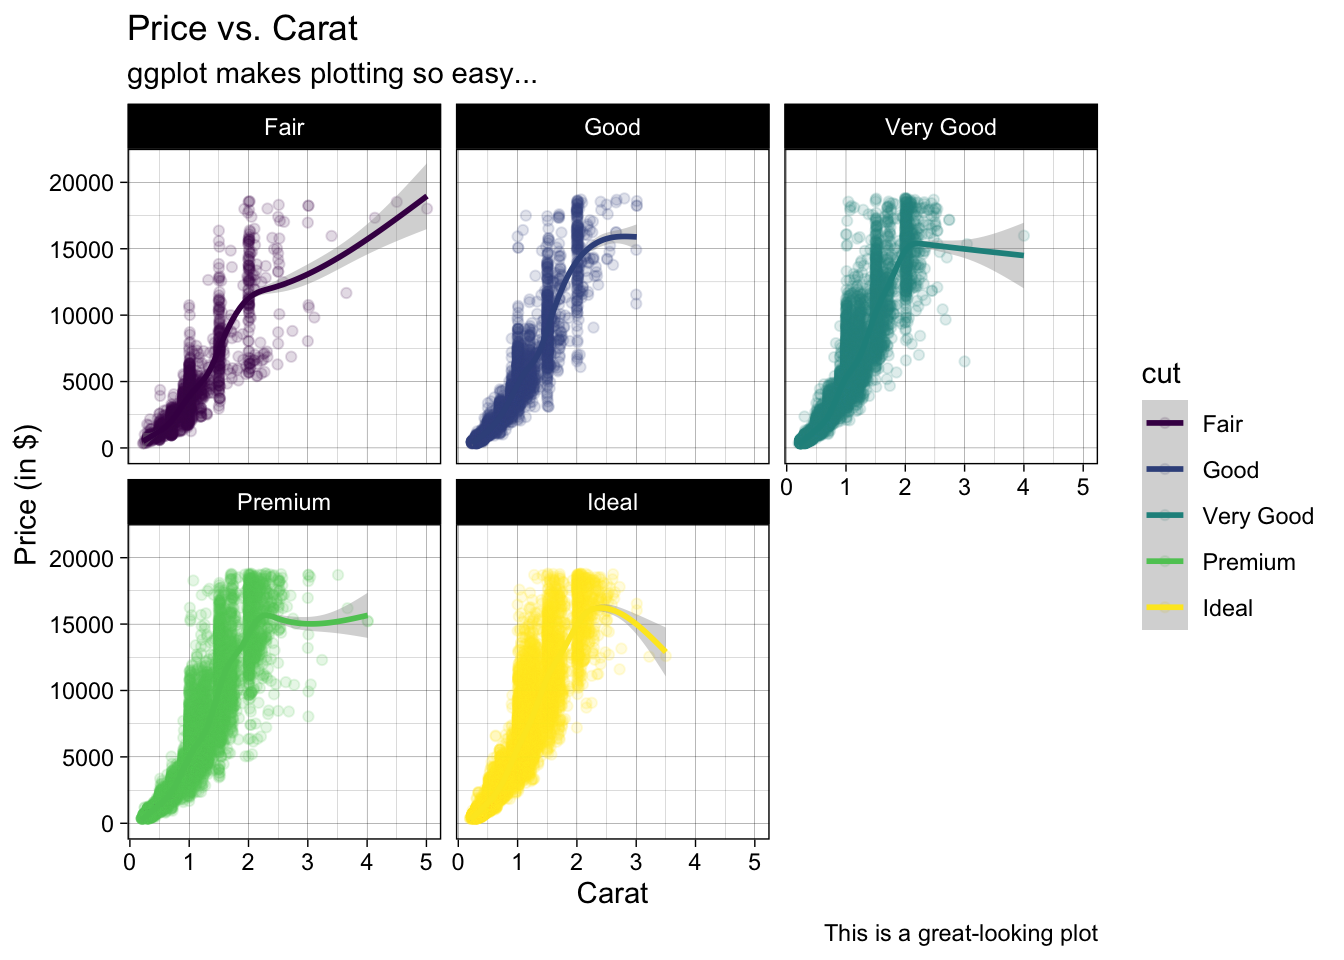 Price vs. Carat
ggplot makes plotting so easy...
Fair
Good
Very Good
20000
15000
10000
5000
0
0 1 2 3 4 5
Premium
Ideal
20000
15000
10000
5000
0
0 1 2 3 4 5
0 1 2 3 4 5
Price (in $)
Carat
cut
Fair
Good
Very Good
Premium
Ideal
This is a great-looking plot